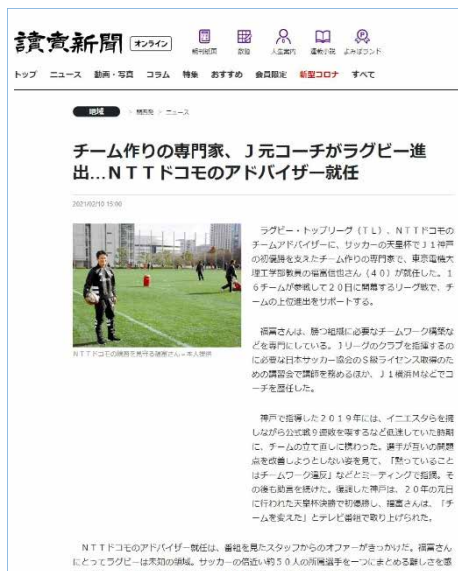 讀賣新聞 オンライン
朝刊紙面 人生案内 よみぽランド
トップ ニュース 動画・写真 コラム 特集 おすすめ 会員限定 新型コロナ すべて
地域 > > ニュース
チーム作りの専門家、J元コーチがラグビー進
出…NTTドコモのアドバイザー就任
2021/02/10 15:00
NTTドコモの練習を見守る福富さん=本人提供
ラグビー・トップリーグ(TL)、NTTドコモの
チームアドバイザーに、サッカーの天皇杯でJ1神戸
の初優勝を支えたチーム作りの専門家で、東京電機大
理工学部教員の福富信也さん(40)が就任した。1
6チームが参戦して20日に開幕するリーグ戦で、チ
ームの上位進出をサポートする。
福富さんは、勝つ組織に必要なチームワーク構築な
どを専門にしている。Jリーグのクラブを指揮するの
に必要な日本サッカー協会のS級ライセンス取得のた
めの講習会で講師を務めるほか、J1横浜Mなどでコ
ーチを歴任した。
神戸で指導した2019年には、イニエスタらを擁
しながら公式戦9連敗を喫するなど低迷していた時期
に、チームの立て直しに携わった。選手が互いの問題
点を改善しようとしない姿を見て、「黙っていること
はチームワーク違反」などとミーティングで指摘。そ
の後も助言を続けた。復調した神戸は、20年の元日
に行われた天皇杯決勝で初優勝し、福富さんは、「チ
ームを変えた」とテレビ番組で取り上げられた。
NTTドコモのアドバイザー就任は、番組を見たスタッフからのオファーがきっかけだ。福富さん
にとってラグビーは未知の領域。サッカーの倍近い約50人の所属選手を一つにまとめる難しさを感